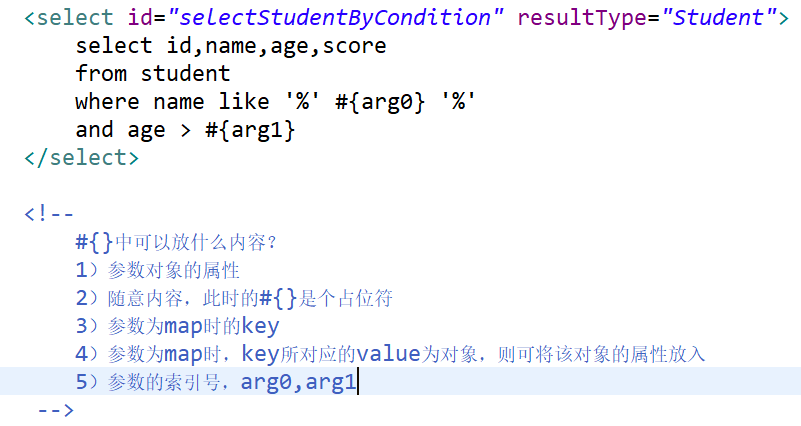 <select id="selectStudentByCondition" resultType="Student">
select id,name,age,score
from student
where name like '%' #{arg0} '%'
and age > #{arg1}
</select>
<!--
#{}中可以放什么内容?
1）参数对象的属性
2）随意内容，此时的#{}是个占位符
3）参数为map时的key
4）参数为map时，key所对应的value为对象，则可将该对象的属性放入
5）参数的索引号，arg0,arg1
-->